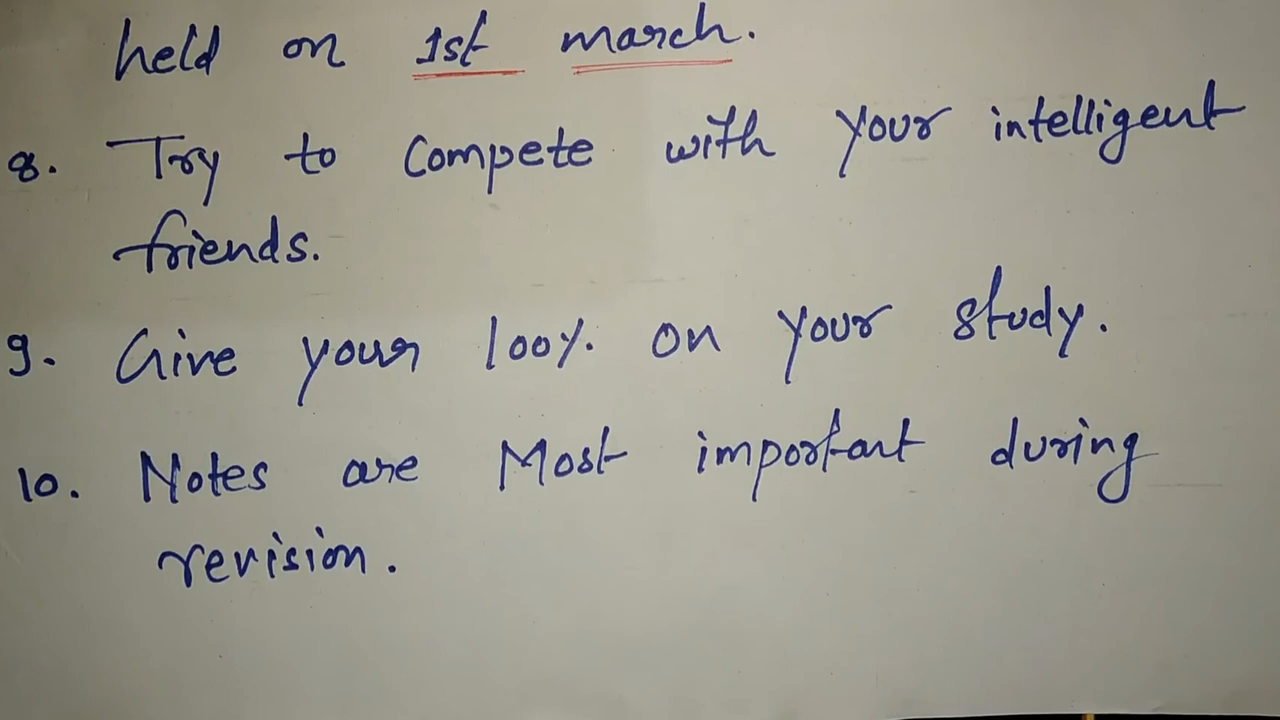 held on 1st march.
8. Try to compete with your intelligent
friends.
9. Give your 100%. on your study.
10. Notes are Most important during
revision.